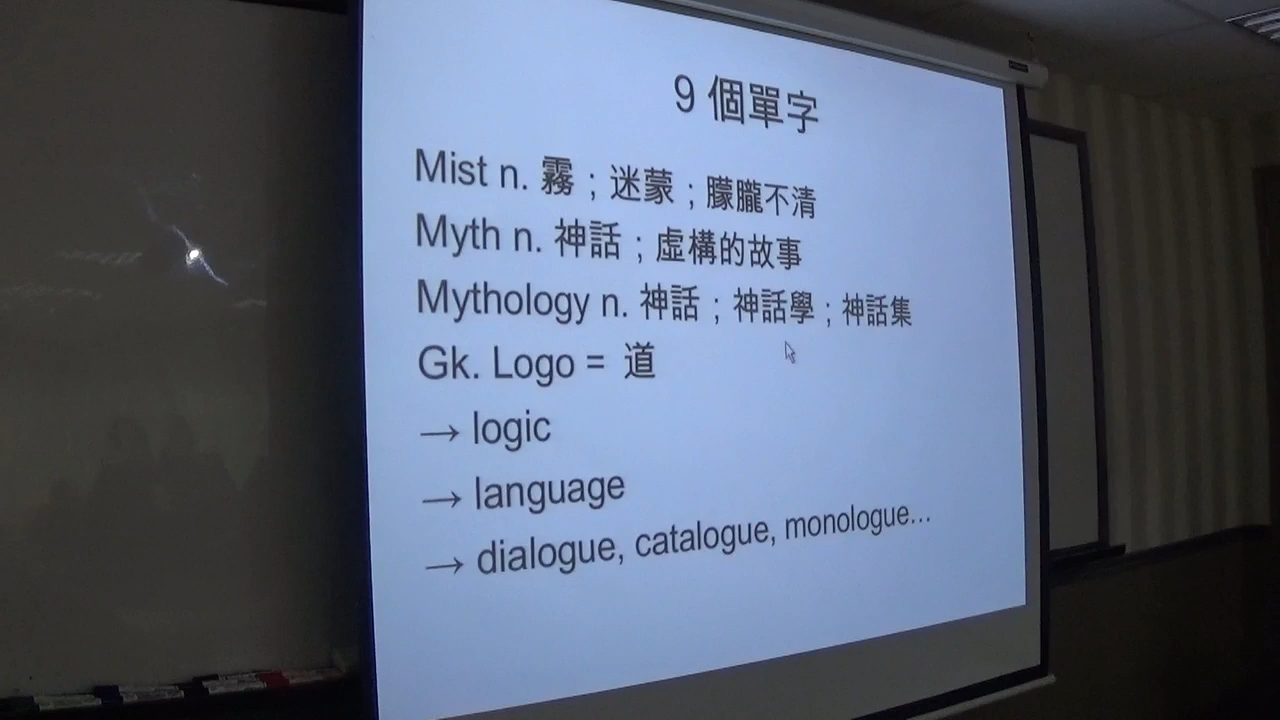 9 個單字
Mist n. 霧；迷蒙；朦朧不清
Myth n. 神話；虛構的故事
Mythology n. 神話；神話學；神話集
Gk. Logo = 道
→ logic
→ language
→ dialogue, catalogue, monologue…